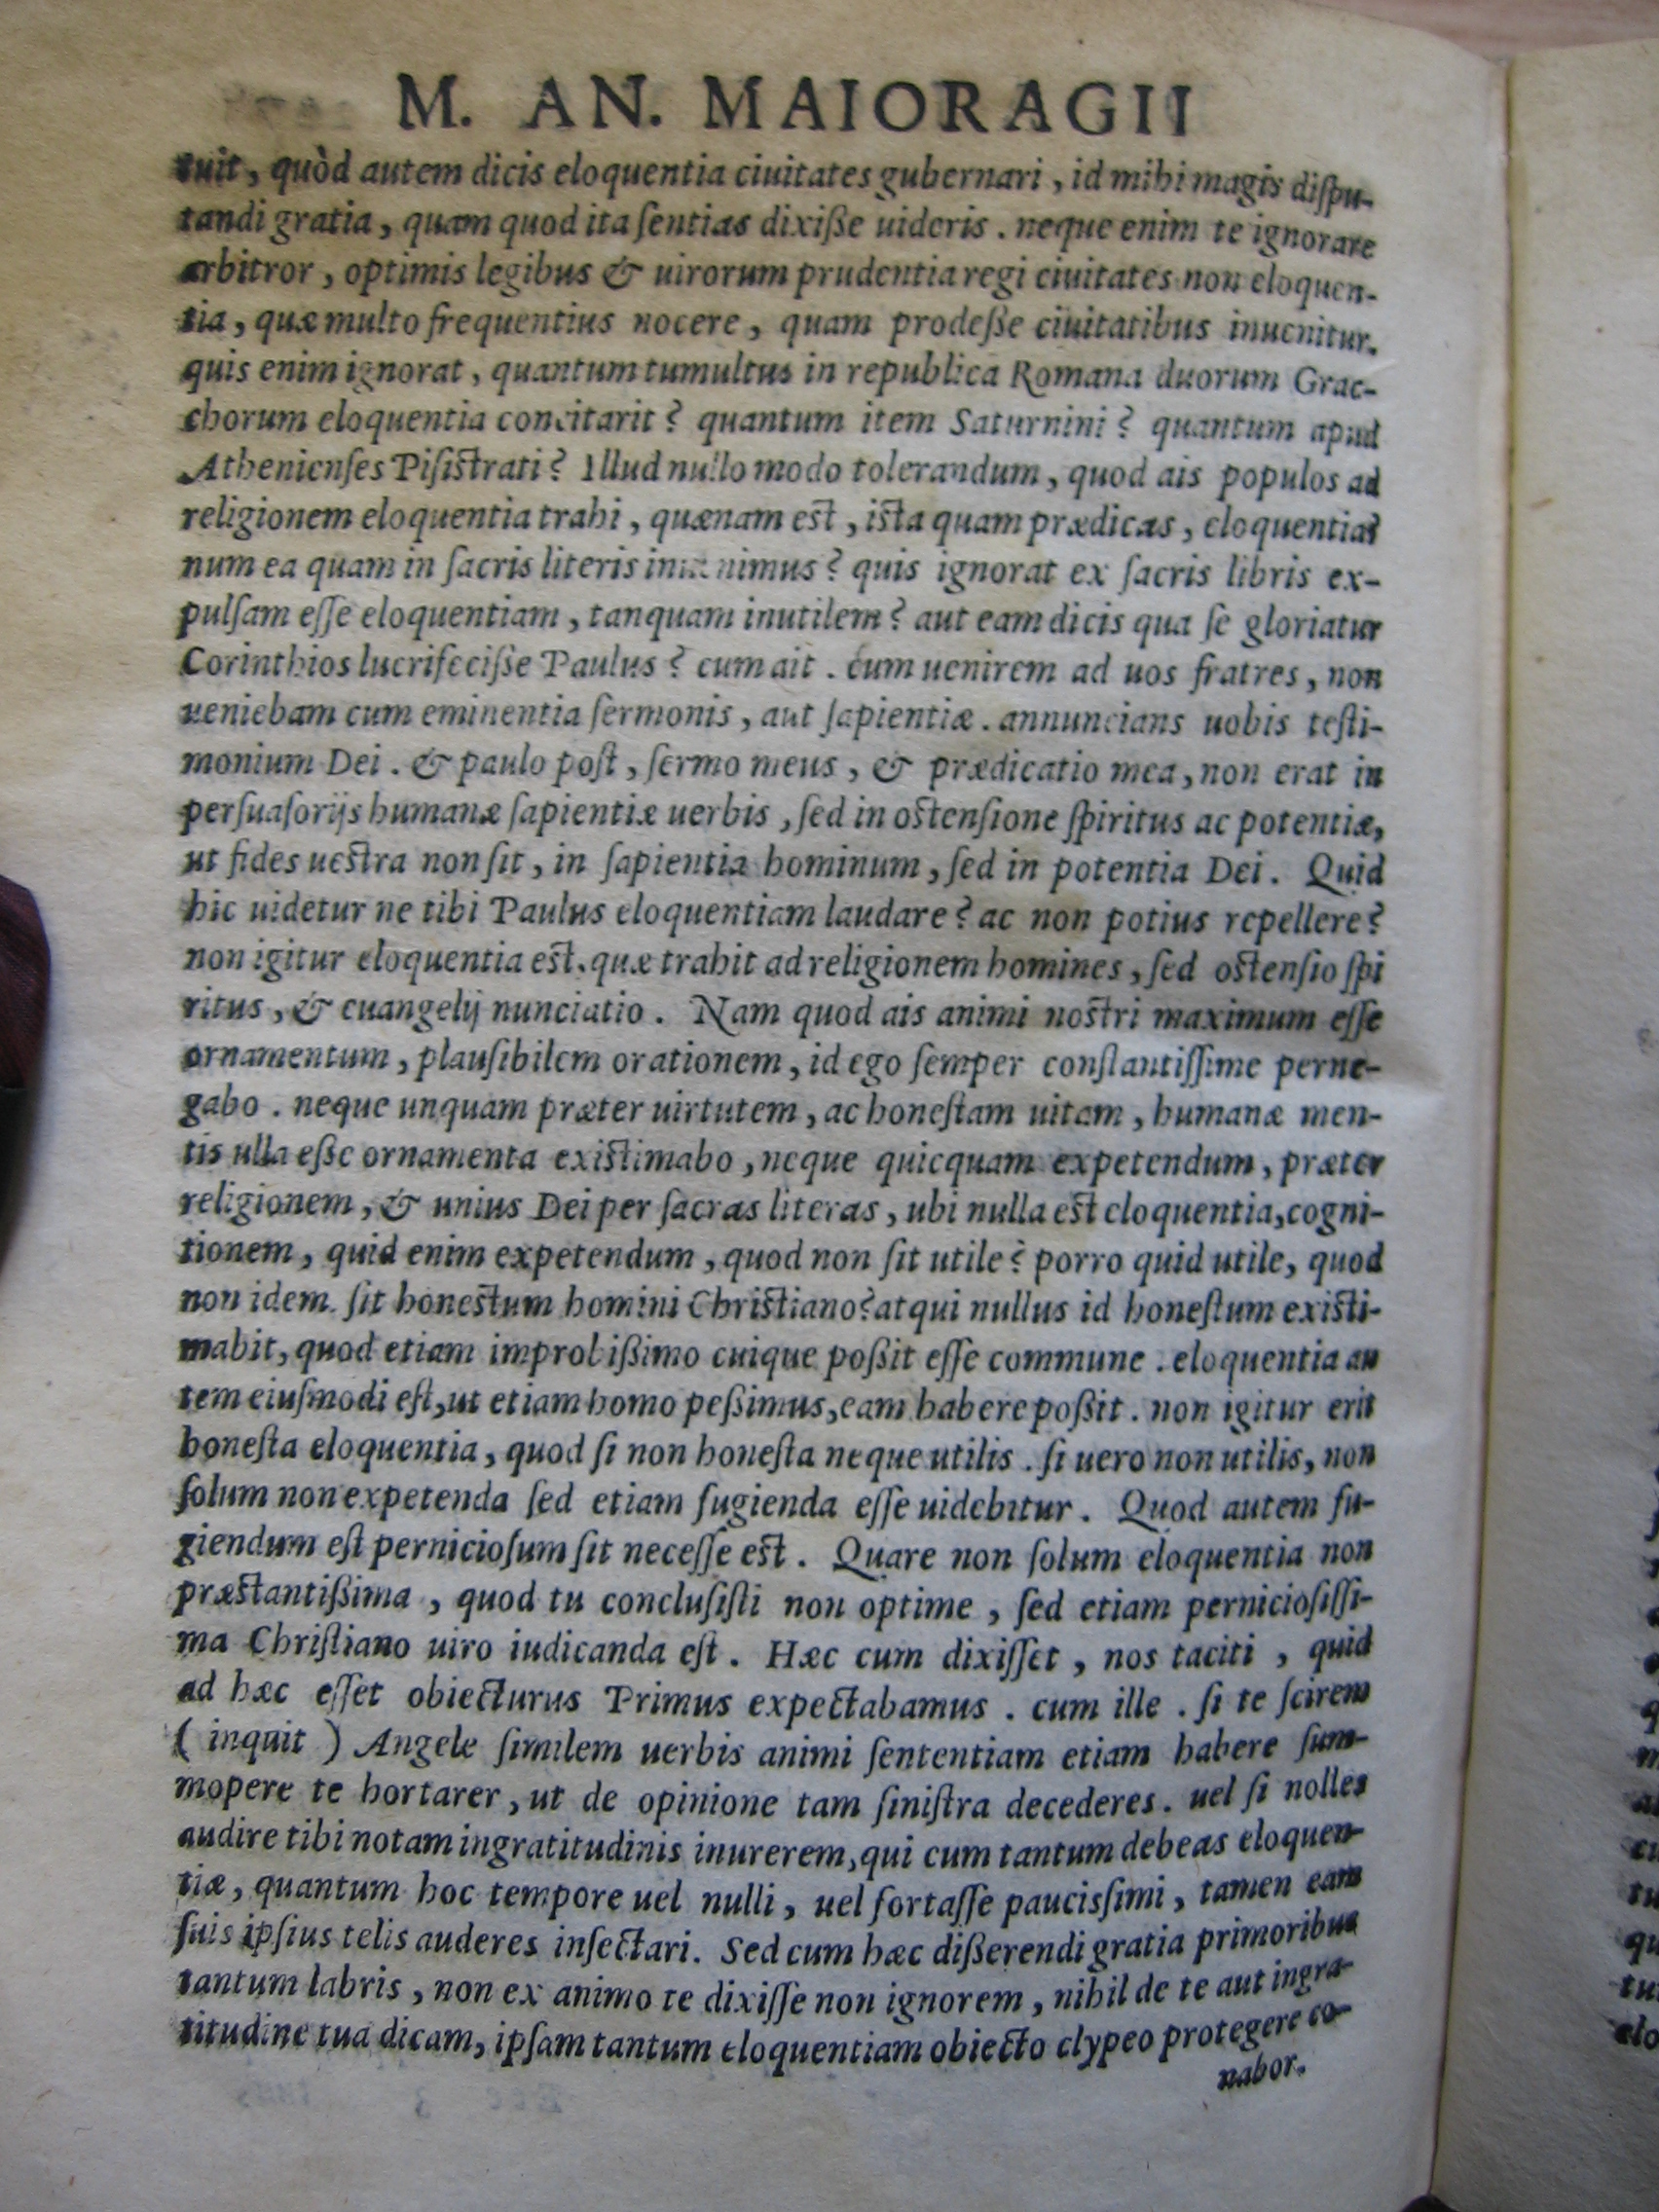 M. AN. MAIORAGII
tuit, quòd autem dicis eloquentia ciuitates gubernari, id mihi magis dispu-
tandi gratia, quam quod ita sentias dixiße uideris. neque enim te ignorare
arbitror, optimis legibus & uirorum prudentia regi ciuitates non eloquen-
tia, quæ multo frequentius nocere, quam prodeße ciuitatibus inuenitur.
quis enim ignorat, quantum tumultus in republica Romana duorum Grac-
chorum eloquentia concitarit? quantum item Saturnini? quantum apud
Athenienses Pisistrati? Illud nullo modo tolerandum, quod ais populos ad
religionem eloquentia trahi, quænam est, ista quam prædicas, eloquentia?
num ea quam in sacris literis inuenimus? quis ignorat ex sacris libris ex-
pulsam esse eloquentiam, tanquam inutilem? aut eam dicis qua se gloriatur
Corinthios lucrifeciße Paulus? cum ait. cum uenirem ad uos fratres, non
ueniebam cum eminentia sermonis, aut sapientiæ. annuncians uobis testi-
monium Dei. & paulo post, sermo meus, & prædicatio mea, non erat in
persuasorijs humanæ sapientiæ uerbis, sed in ostensione spiritus ac potentiæ,
ut fides uestra non sit, in sapientia hominum, sed in potentia Dei. Quid
hic uidetur ne tibi Paulus eloquentiam laudare? ac non potius repellere?
non igitur eloquentia est, quæ trahit ad religionem homines, sed ostensio spi
ritus, & euangelij nunciatio. Nam quod ais animi nostri maximum esse
ornamentum, plausibilem orationem, id ego semper constantissime perne-
gabo. neque unquam præter uirtutem, ac honestam uitam, humanæ men-
tis ulla eße ornamenta existimabo, neque quicquam expetendum, præter
religionem, & unius Dei per sacras literas, ubi nulla est eloquentia, cogni-
tionem, quid enim expetendum, quod non sit utile? porro quid utile, quod
non idem sit honestum homini Christiano? atqui nullus id honestum existi-
mabit, quod etiam improbißimo cuique poßit esse commune. eloquentia au
tem eiusmodi est, ut etiam homo peßimus, eam habere poßit. non igitur erit
honesta eloquentia, quod si non honesta neque utilis. si uero non utilis, non
solum non expetenda sed etiam fugienda esse uidebitur. Quod autem fu-
giendum est perniciosum sit necesse est. Quare non solum eloquentia non
præstantißima, quod tu conclusisti non optime, sed etiam perniciosissi-
ma Christiano uiro iudicanda est. Hæc cum dixisset, nos taciti, quid
ad hæc esset obiecturus Primus expectabamus. cum ille. si te scirem
( inquit ) Angele similem uerbis animi sententiam etiam habere sum-
mopere te hortarer, ut de opinione tam sinistra decederes. uel si nolles
audire tibi notam ingratitudinis inurerem, qui cum tantum debeas eloquen-
tiæ, quantum hoc tempore uel nulli, uel fortasse paucissimi, tamen eam
suis ipsius telis auderes insectari. Sed cum hæc dißerendi gratia primoribus
tantum labris, non ex animo te dixisse non ignorem, nihil de te aut ingra-
titudine tua dicam, ipsam tantum eloquentiam obiecto clypeo protegere co-
nabor.